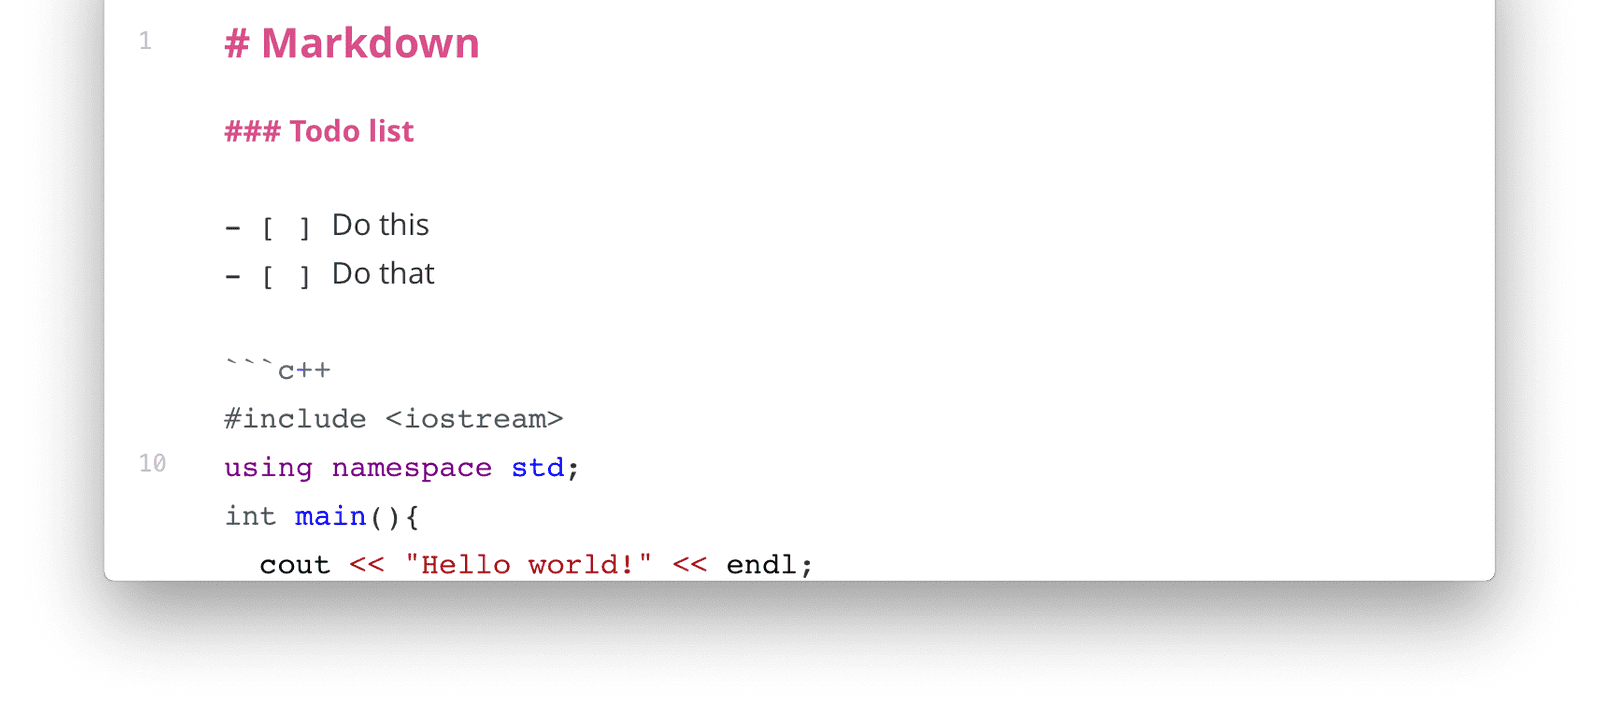 1 # Markdown
### Todo list
- [ ] Do this
- [ ] Do that
```c++
#include <iostream>
10 using namespace std;
int main(){
  cout << "Hello world!" << endl;